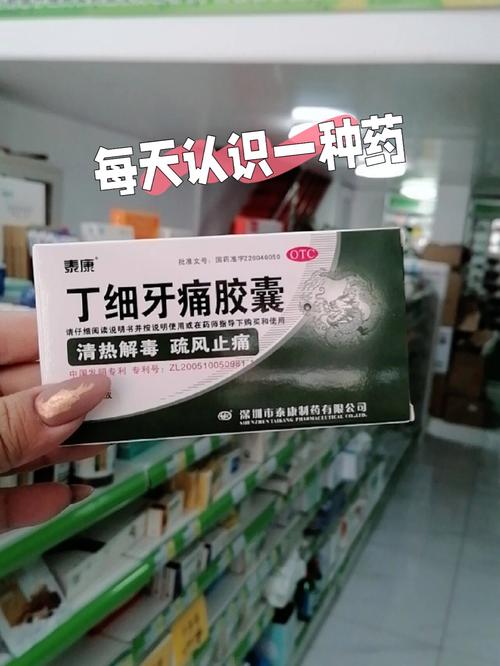 每天认识一种药
泰康
批准文号：国药准字Z20046050
OTC
丁细牙痛胶囊
请仔细阅读说明书并按说明使用或在药师指导下购买和使用
清热解毒 疏风止痛
中国发明专利 专利号：ZL200510050981
深圳市泰康制药有限公司
SHENZHEN TAIKANG PHARMACEUTICAL CO.,LTD.